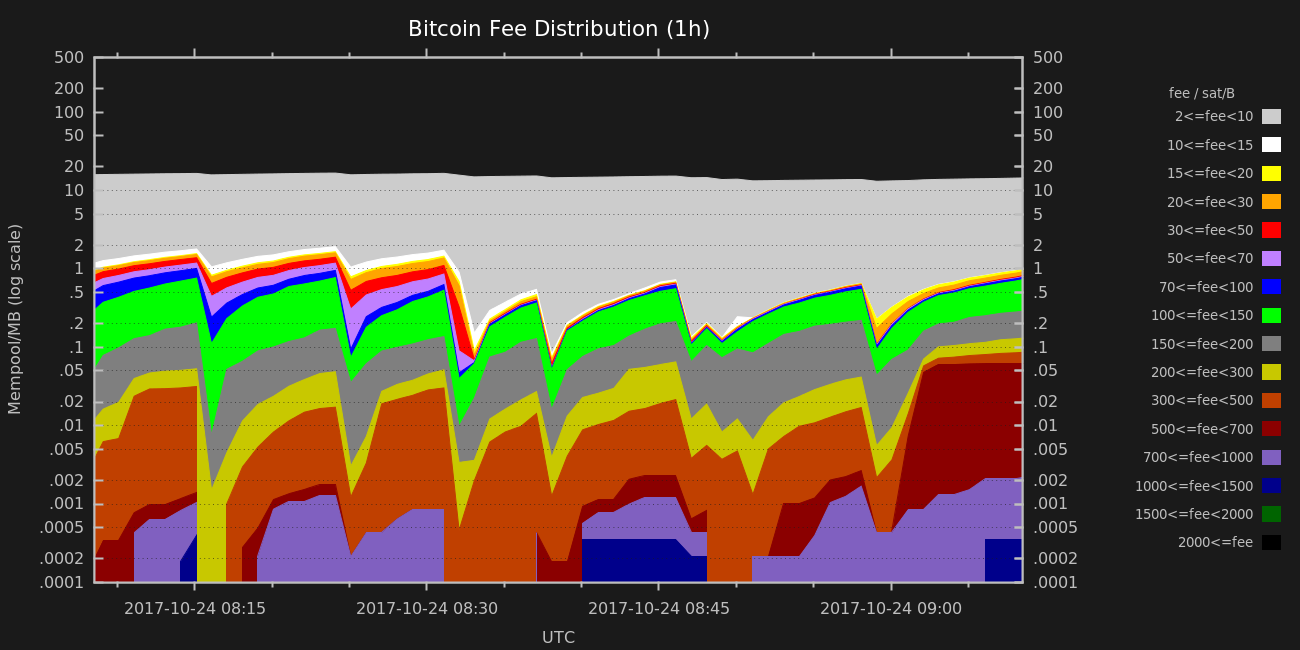 Bitcoin Fee Distribution (1h)
Mempool/MB (log scale)
500
200
100
50
20
10
5
2
1
.5
.2
.1
.05
.02
.01
.005
.002
.001
.0005
.0002
.0001
500
200
100
50
20
10
5
2
1
.5
.2
.1
.05
.02
.01
.005
.002
.001
.0005
.0002
.0001
2017-10-24 08:15
2017-10-24 08:30
2017-10-24 08:45
2017-10-24 09:00
UTC
fee / sat/B
2<=fee<10
10<=fee<15
15<=fee<20
20<=fee<30
30<=fee<50
50<=fee<70
70<=fee<100
100<=fee<150
150<=fee<200
200<=fee<300
300<=fee<500
500<=fee<700
700<=fee<1000
1000<=fee<1500
1500<=fee<2000
2000<=fee